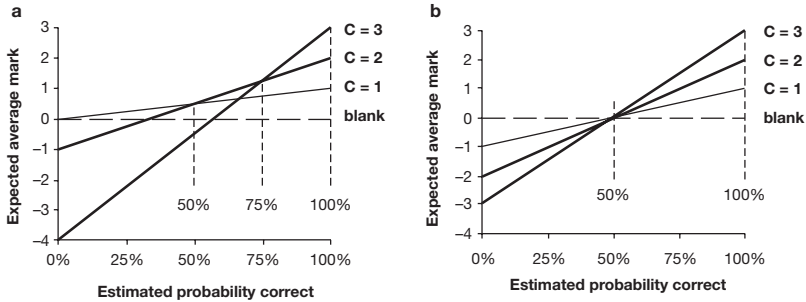 a
Expected average mark
3
2
1
0
−1
−2
−3
−4
C = 3
C = 2
C = 1
blank
50%
75%
100%
0%
25%
50%
75%
100%
Estimated probability correct
b
Expected average mark
3
2
1
0
−1
−2
−3
−4
C = 3
C = 2
C = 1
blank
50%
100%
0%
25%
50%
75%
100%
Estimated probability correct